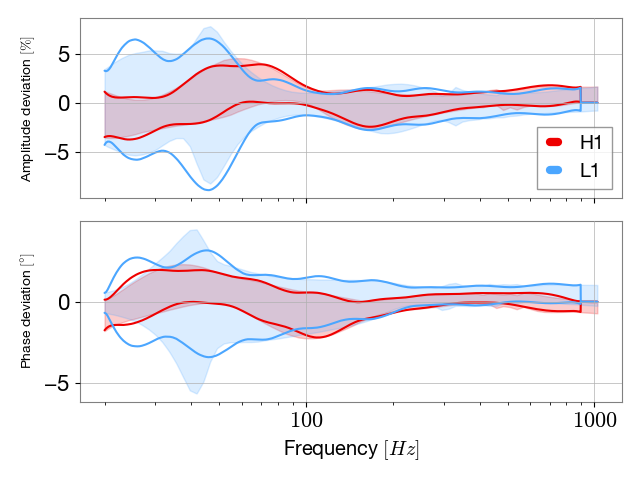 Amplitude deviation [%]
5
0
−5
H1
L1
Phase deviation [°]
0
−5
100
1000
Frequency [Hz]